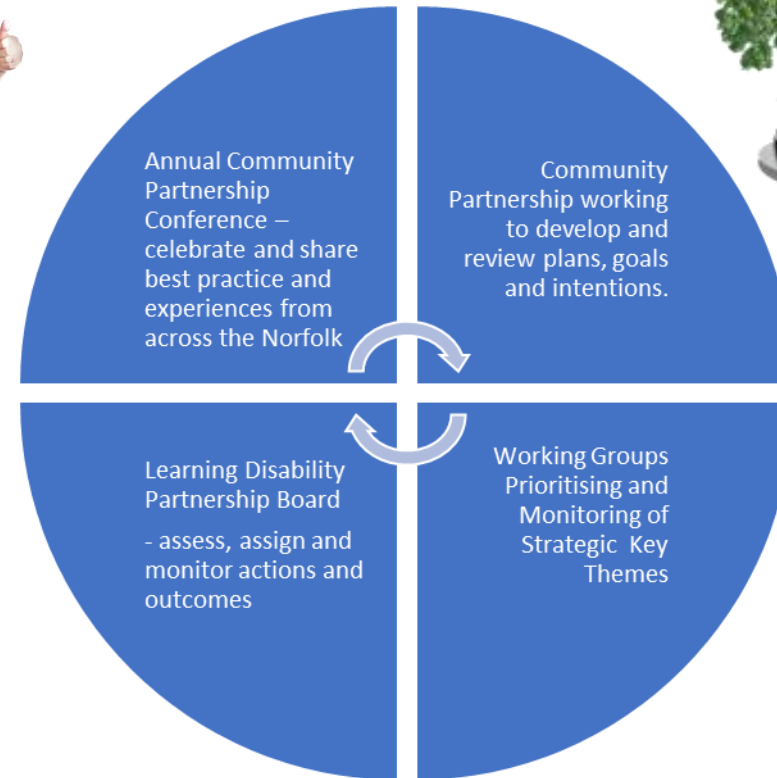 Annual Community
Partnership
Conference –
celebrate and share
best practice and
experiences from
across the Norfolk
Community
Partnership working
to develop and
review plans, goals
and intentions.
Learning Disability
Partnership Board
- assess, assign and
monitor actions and
outcomes
Working Groups
Prioritising and
Monitoring of
Strategic Key
Themes